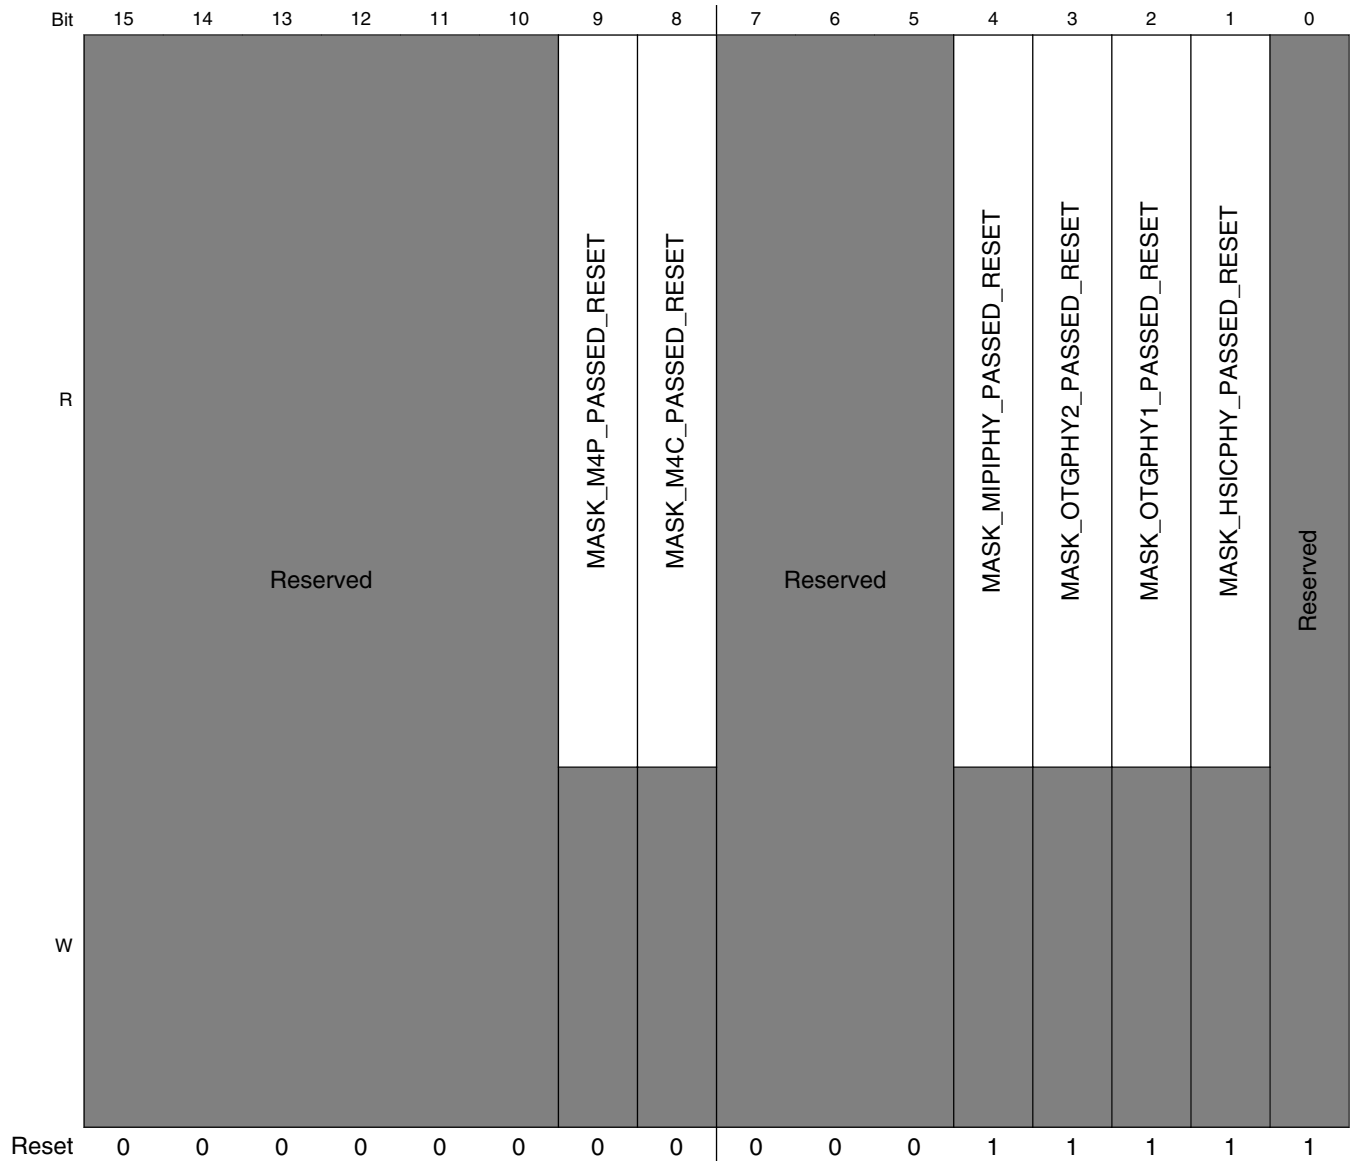 Bit 15 14 13 12 11 10 9 8 7 6 5 4 3 2 1 0
R
Reserved
MASK_M4P_PASSED_RESET
MASK_M4C_PASSED_RESET
Reserved
MASK_MIPIPHY_PASSED_RESET
MASK_OTGPHY2_PASSED_RESET
MASK_OTGPHY1_PASSED_RESET
MASK_HSICPHY_PASSED_RESET
Reserved
W
Reset 0 0 0 0 0 0 0 0 0 0 0 1 1 1 1 1